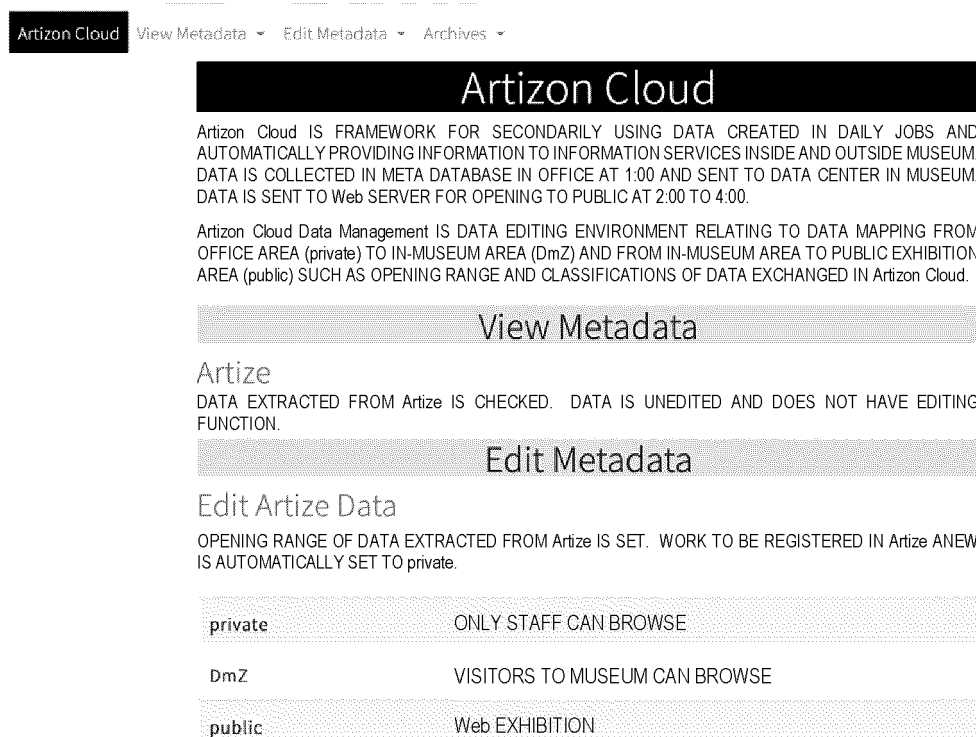 Artizon Cloud View Metadata Edit Metadata Archives
Artizon Cloud
Artizon Cloud IS FRAMEWORK FOR SECONDARILY USING DATA CREATED IN DAILY JOBS AND
AUTOMATICALLY PROVIDING INFORMATION TO INFORMATION SERVICES INSIDE AND OUTSIDE MUSEUM.
DATA IS COLLECTED IN META DATABASE IN OFFICE AT 1:00 AND SENT TO DATA CENTER IN MUSEUM.
DATA IS SENT TO Web SERVER FOR OPENING TO PUBLIC AT 2:00 TO 4:00.
Artizon Cloud Data Management IS DATA EDITING ENVIRONMENT RELATING TO DATA MAPPING FROM
OFFICE AREA (private) TO IN-MUSEUM AREA (DmZ) AND FROM IN-MUSEUM AREA TO PUBLIC EXHIBITION
AREA (public) SUCH AS OPENING RANGE AND CLASSIFICATIONS OF DATA EXCHANGED IN Artizon Cloud.
View Metadata
Artize
DATA EXTRACTED FROM Artize IS CHECKED. DATA IS UNEDITED AND DOES NOT HAVE EDITING
FUNCTION.
Edit Metadata
Edit Artize Data
OPENING RANGE OF DATA EXTRACTED FROM Artize IS SET. WORK TO BE REGISTERED IN Artize ANEW
IS AUTOMATICALLY SET TO private.
private ONLY STAFF CAN BROWSE
DmZ VISITORS TO MUSEUM CAN BROWSE
public Web EXHIBITION